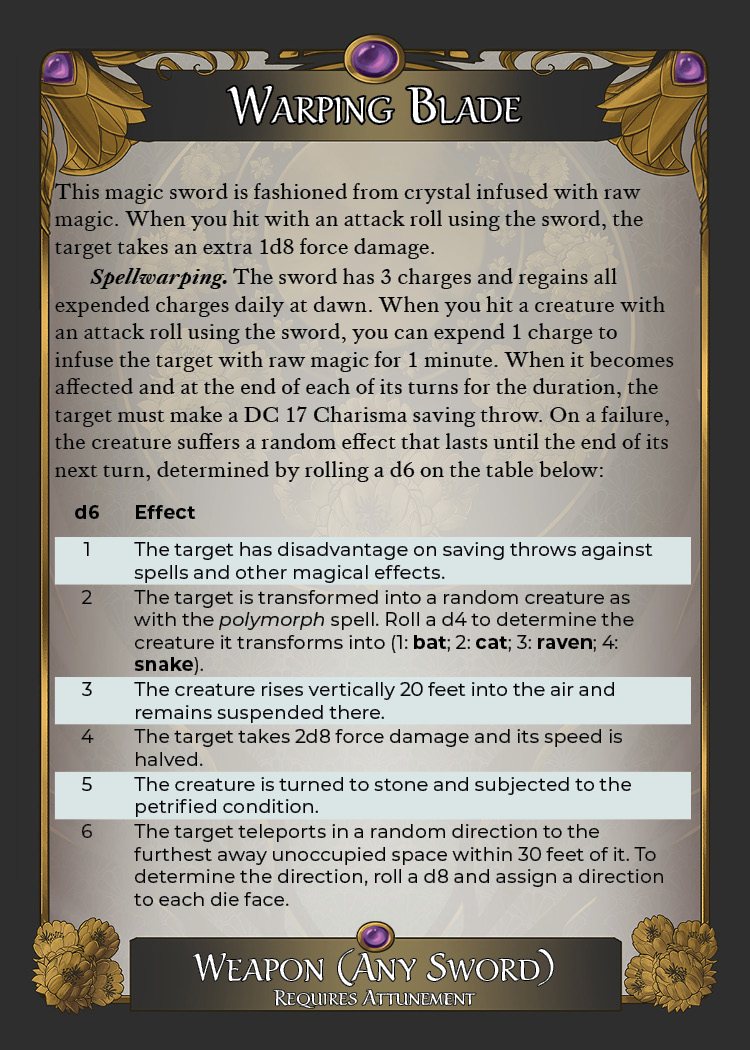 Warping Blade
This magic sword is fashioned from crystal infused with raw
magic. When you hit with an attack roll using the sword, the
target takes an extra 1d8 force damage.
Spellwarping. The sword has 3 charges and regains all
expended charges daily at dawn. When you hit a creature with
an attack roll using the sword, you can expend 1 charge to
infuse the target with raw magic for 1 minute. When it becomes
affected and at the end of each of its turns for the duration, the
target must make a DC 17 Charisma saving throw. On a failure,
the creature suffers a random effect that lasts until the end of its
next turn, determined by rolling a d6 on the table below:
d6 Effect
1 The target has disadvantage on saving throws against
spells and other magical effects.
2 The target is transformed into a random creature as
with the polymorph spell. Roll a d4 to determine the
creature it transforms into (1: bat; 2: cat; 3: raven; 4:
snake).
3 The creature rises vertically 20 feet into the air and
remains suspended there.
4 The target takes 2d8 force damage and its speed is
halved.
5 The creature is turned to stone and subjected to the
petrified condition.
6 The target teleports in a random direction to the
furthest away unoccupied space within 30 feet of it. To
determine the direction, roll a d8 and assign a direction
to each die face.
Weapon (Any Sword)
Requires Attunement